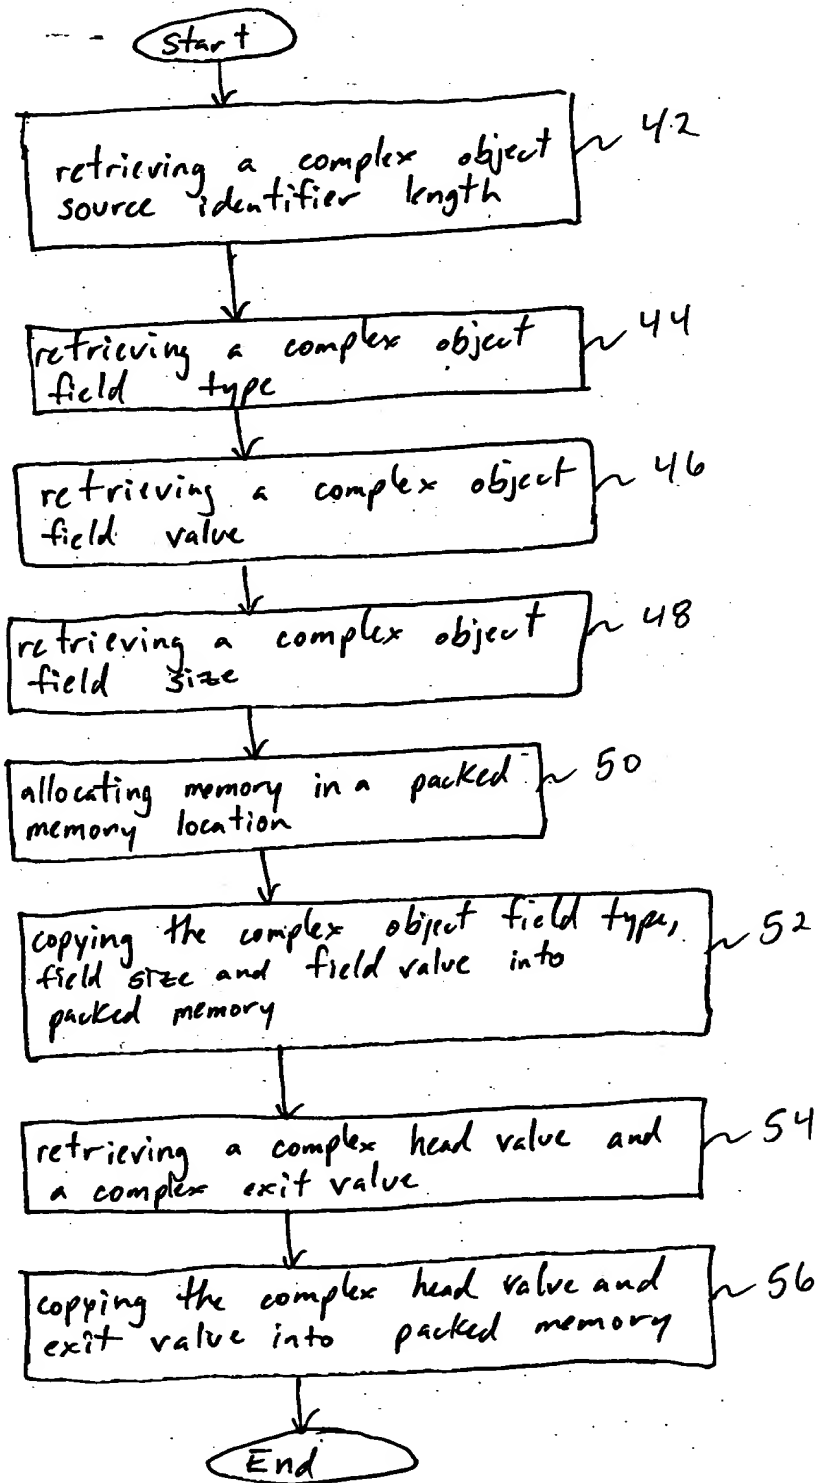 Start
retrieving a complex object
source identifier length
42
retrieving a complex object
field type
44
retrieving a complex object
field value
46
retrieving a complex object
field size
48
allocating memory in a packed
memory location
50
copying the complex object field type,
field size and field value into
packed memory
52
retrieving a complex head value and
a complex exit value
54
copying the complex head value and
exit value into packed memory
56
End